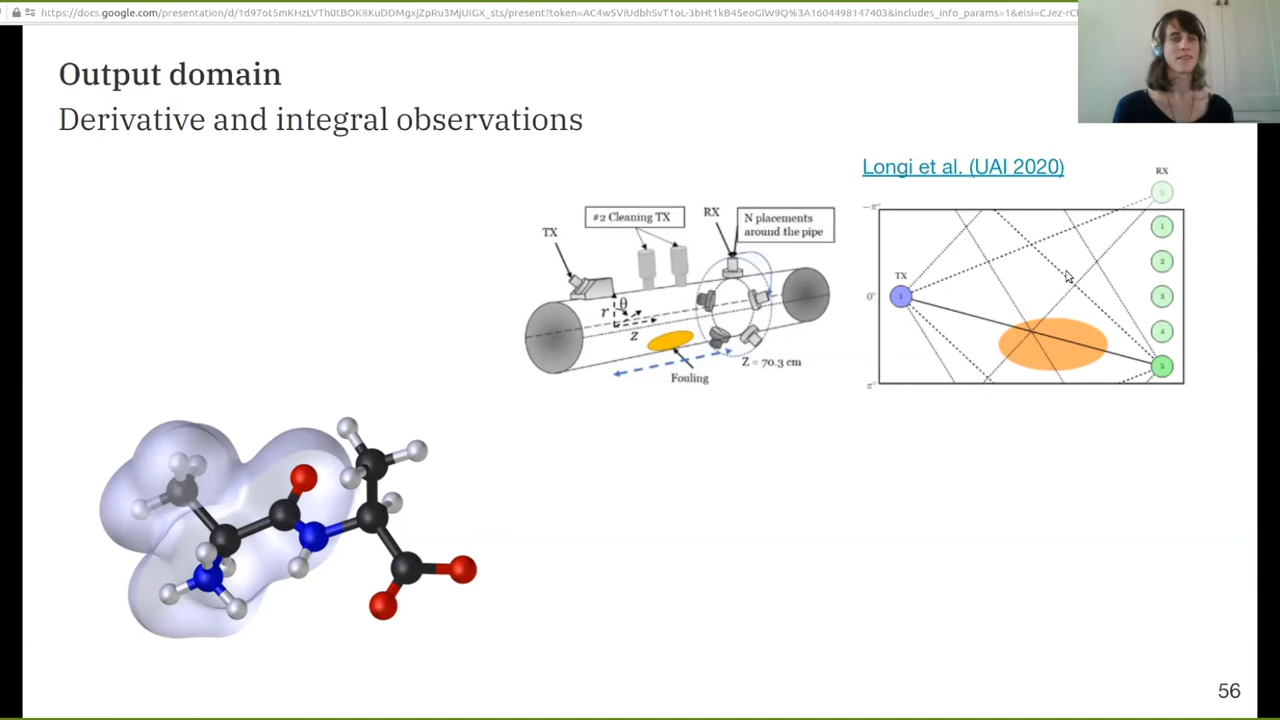 Output domain
Derivative and integral observations
Longi et al. (UAI 2020)
#2 Cleaning TX
RX
N placements
around the pipe
TX
θ
r
z
Fouling
Z = 70.3 cm
RX
-π
TX
0°
π
1
1
2
3
4
5
56